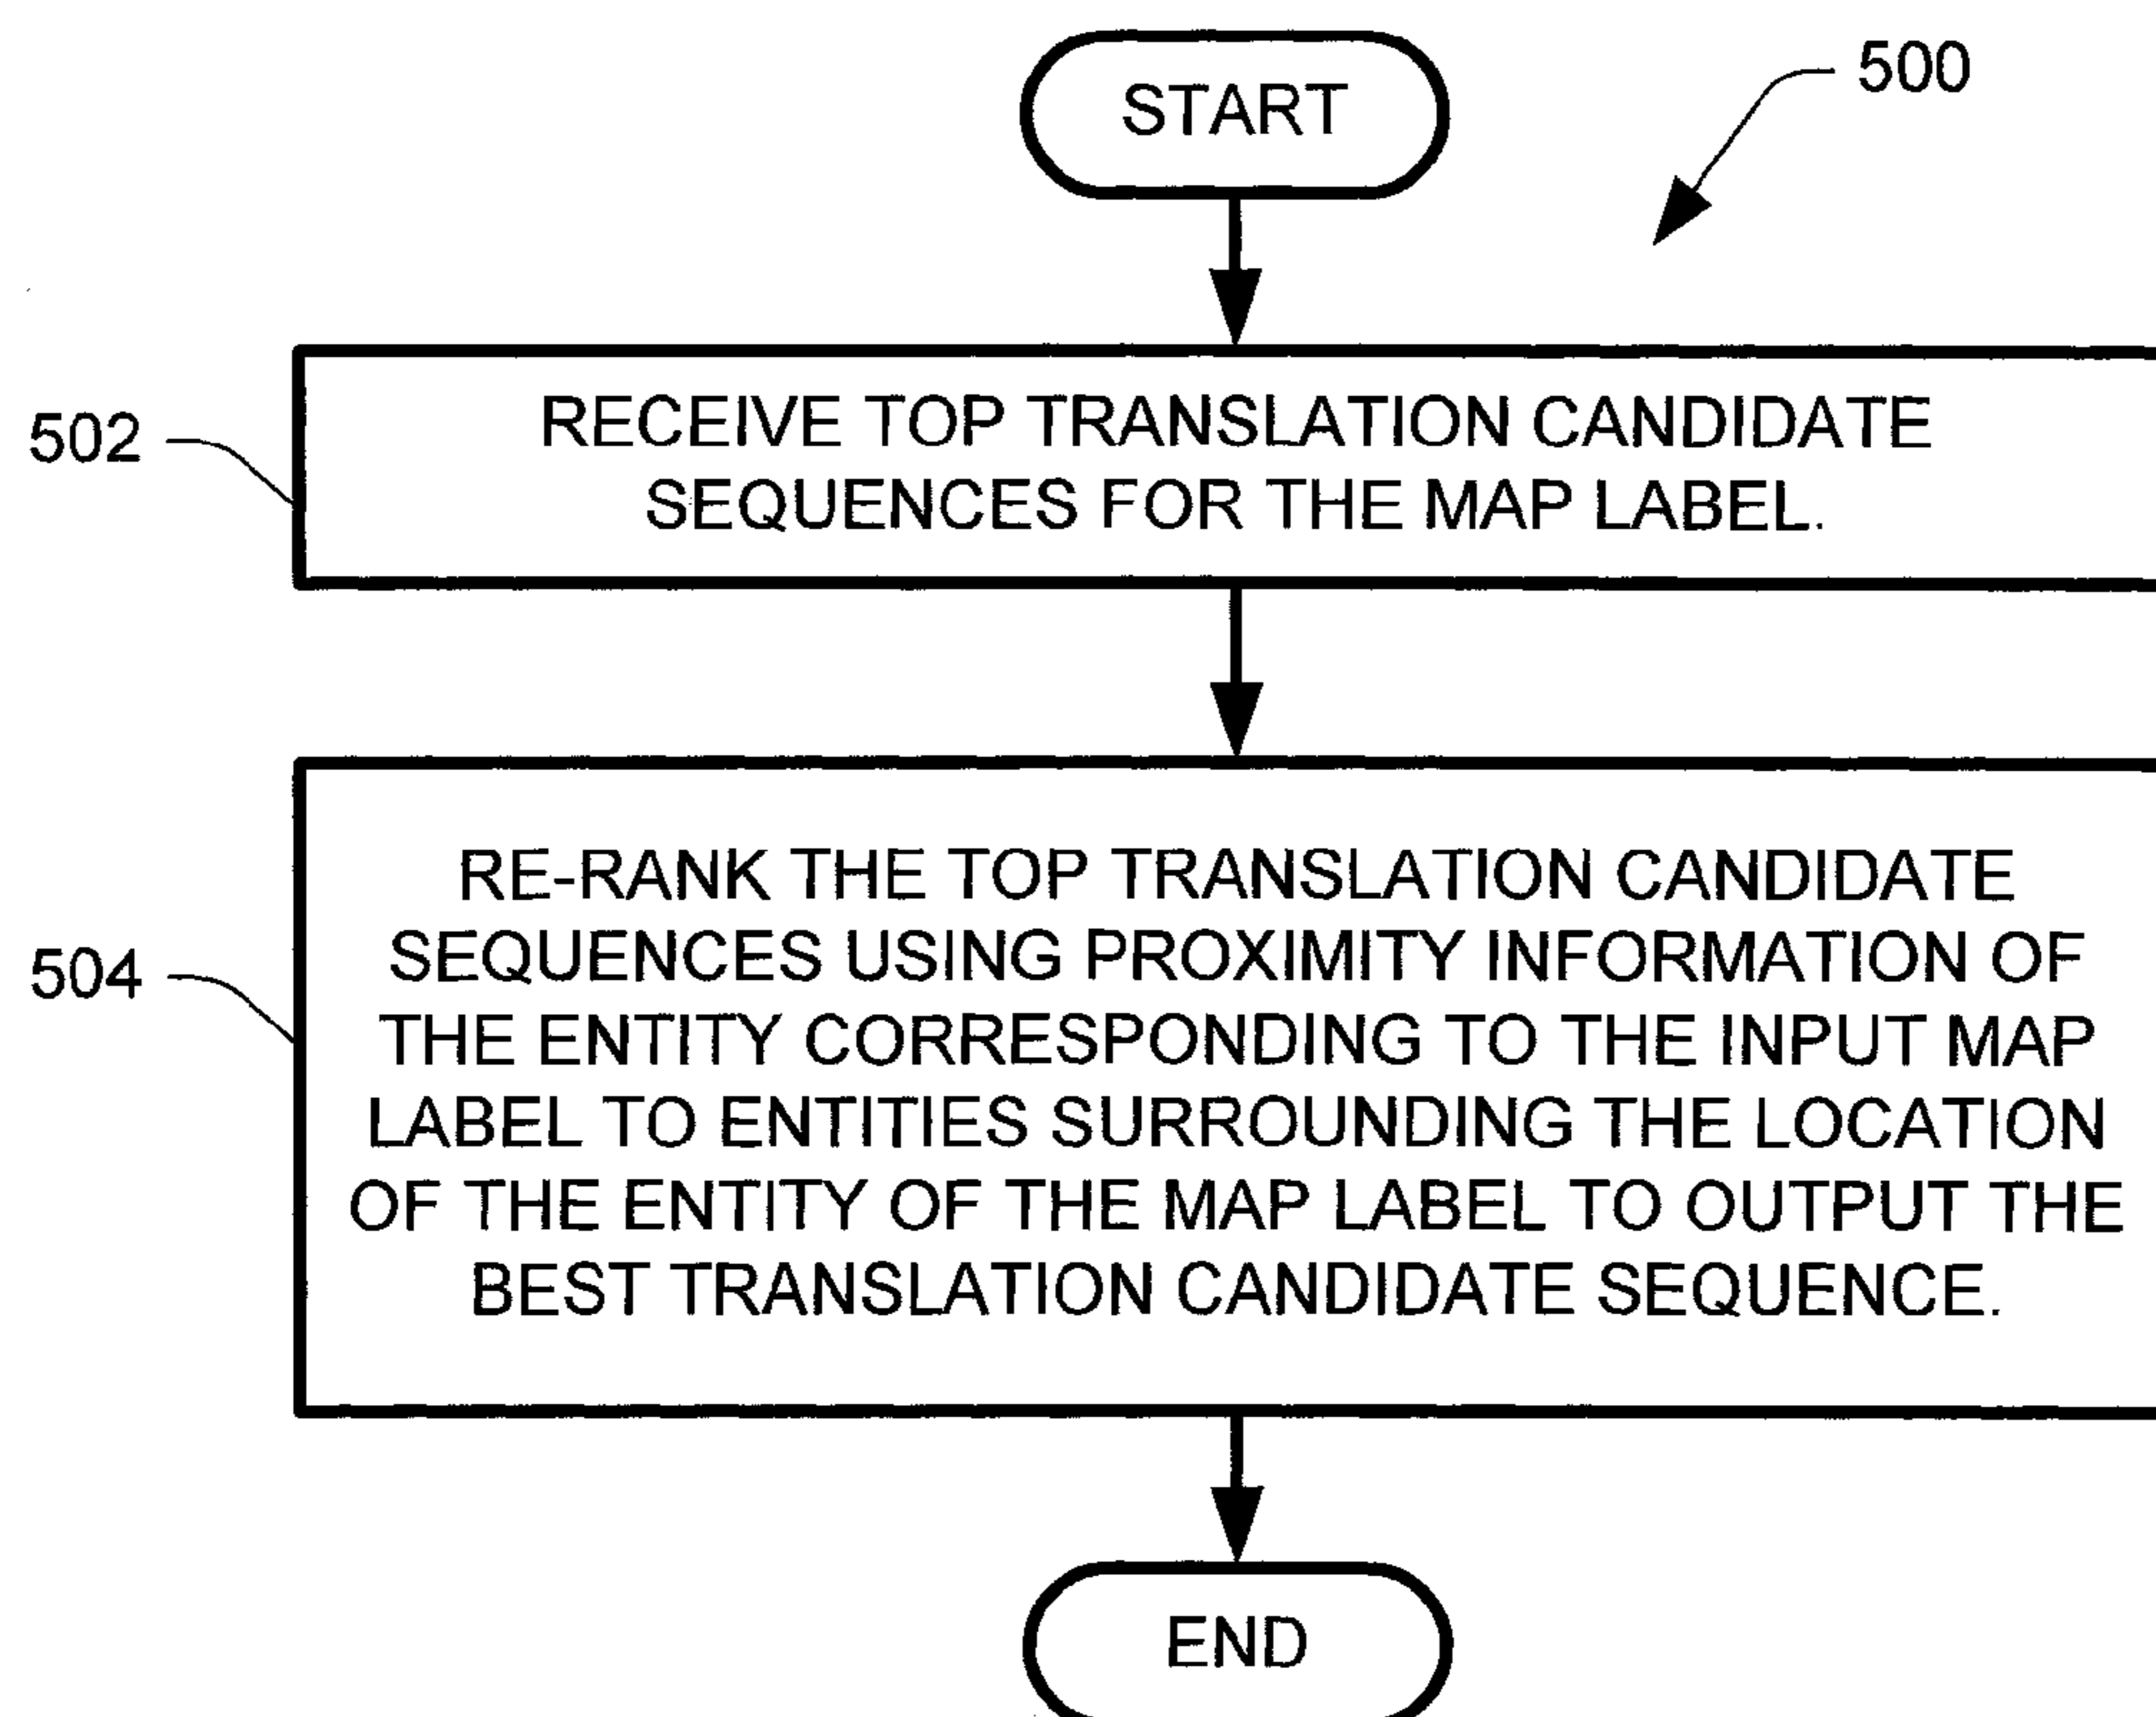 START
500
502
RECEIVE TOP TRANSLATION CANDIDATE
SEQUENCES FOR THE MAP LABEL.
504
RE-RANK THE TOP TRANSLATION CANDIDATE
SEQUENCES USING PROXIMITY INFORMATION OF
THE ENTITY CORRESPONDING TO THE INPUT MAP
LABEL TO ENTITIES SURROUNDING THE LOCATION
OF THE ENTITY OF THE MAP LABEL TO OUTPUT THE
BEST TRANSLATION CANDIDATE SEQUENCE.
END